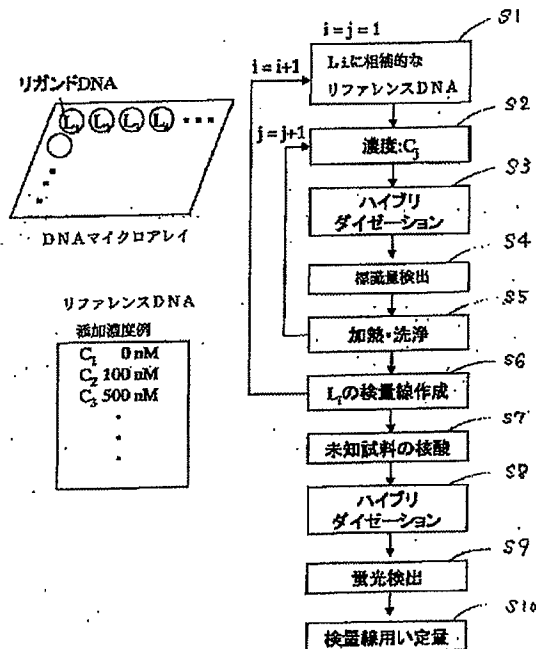 リガンドDNA
L₁ L₂ L₃ L₄
DNAマイクロアレイ
リファレンスDNA
添加濃度例
C₁ 0 nM
C₂ 100 nM
C₃ 500 nM
i = j = 1
i = i+1
j = j+1
S1
Liに相補的な
リファレンスDNA
S2
濃度:Cj
S3
ハイブリ
ダイゼーション
S4
標識量検出
S5
加熱・洗浄
S6
Liの検量線作成
S7
未知試料の核酸
S8
ハイブリ
ダイゼーション
S9
蛍光検出
S10
検量線用い定量